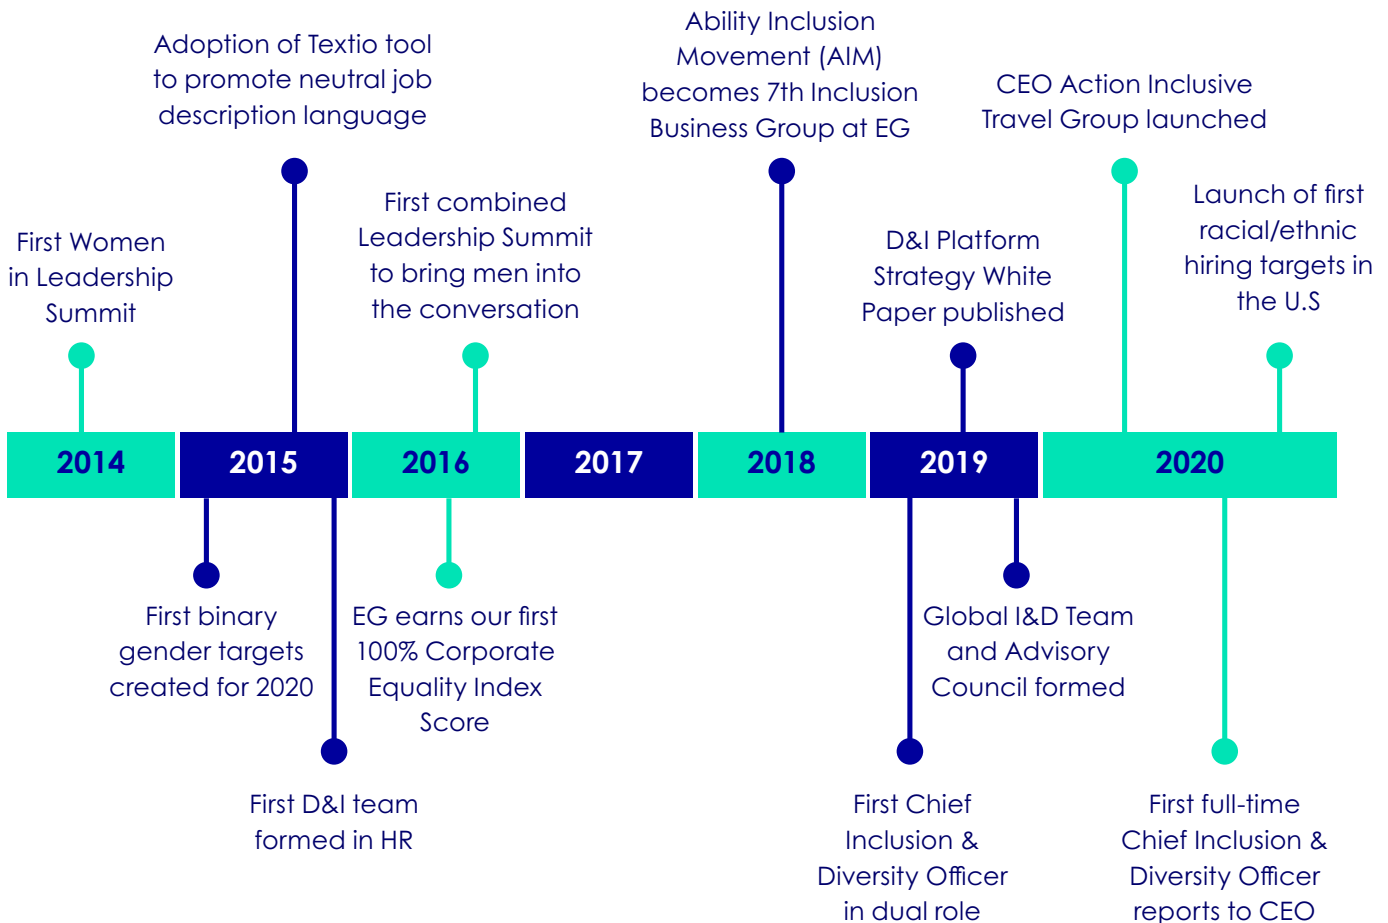 Adoption of Textio tool
to promote neutral job
description language
Ability Inclusion
Movement (AIM)
becomes 7th Inclusion
Business Group at EG
CEO Action Inclusive
Travel Group launched
First Women
in Leadership
Summit
First combined
Leadership Summit
to bring men into
the conversation
D&I Platform
Strategy White
Paper published
Launch of first
racial/ethnic
hiring targets in
the U.S
2014
2015
2016
2017
2018
2019
2020
First binary
gender targets
created for 2020
EG earns our first
100% Corporate
Equality Index
Score
Global I&D Team
and Advisory
Council formed
First D&I team
formed in HR
First Chief
Inclusion &
Diversity Officer
in dual role
First full-time
Chief Inclusion &
Diversity Officer
reports to CEO